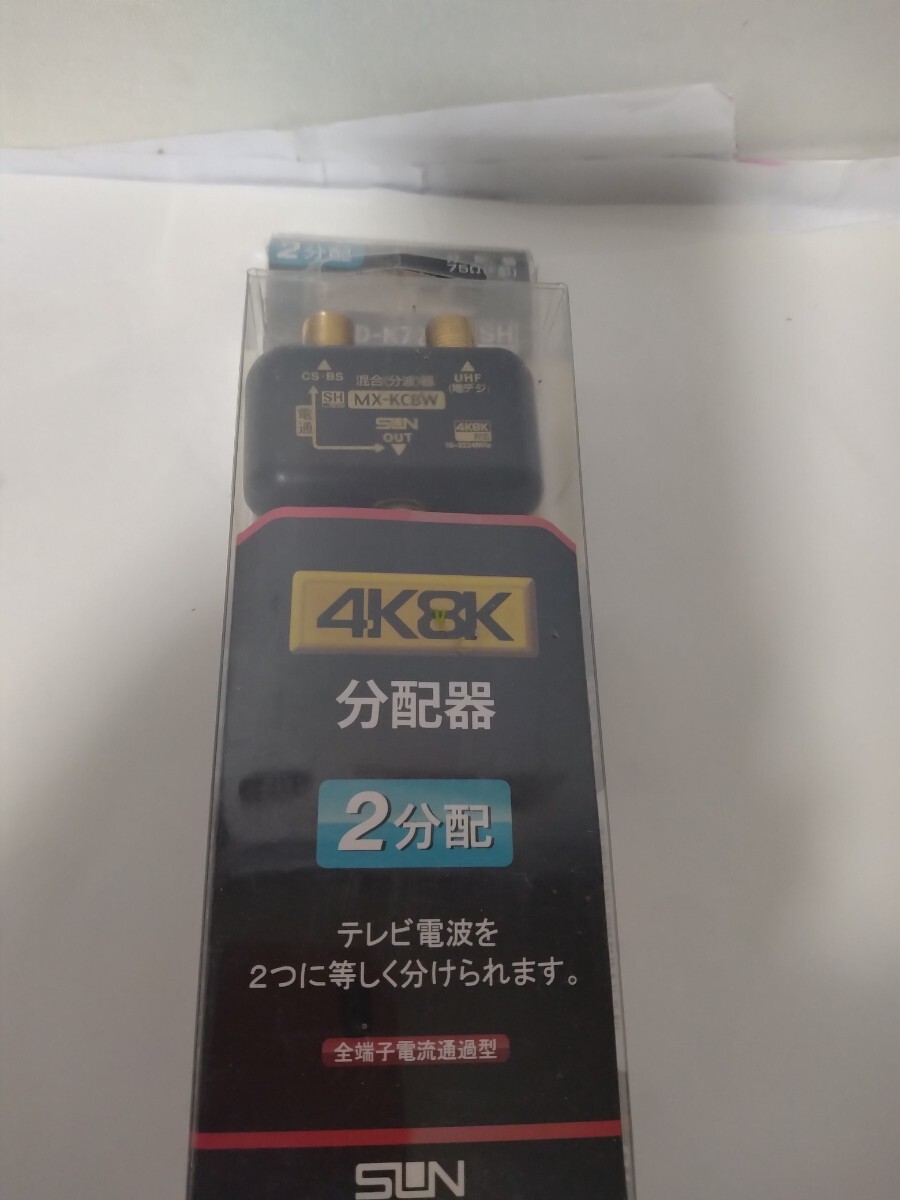 2分配
CS・BS
混合(分波)器
UHF
(地デジ)
SH
MX-KCBW
電通
SUN
OUT
4K8K
4K8K
分配器
2分配
テレビ電波を
2つに等しく分けられます。
全端子電流通過型
SUN